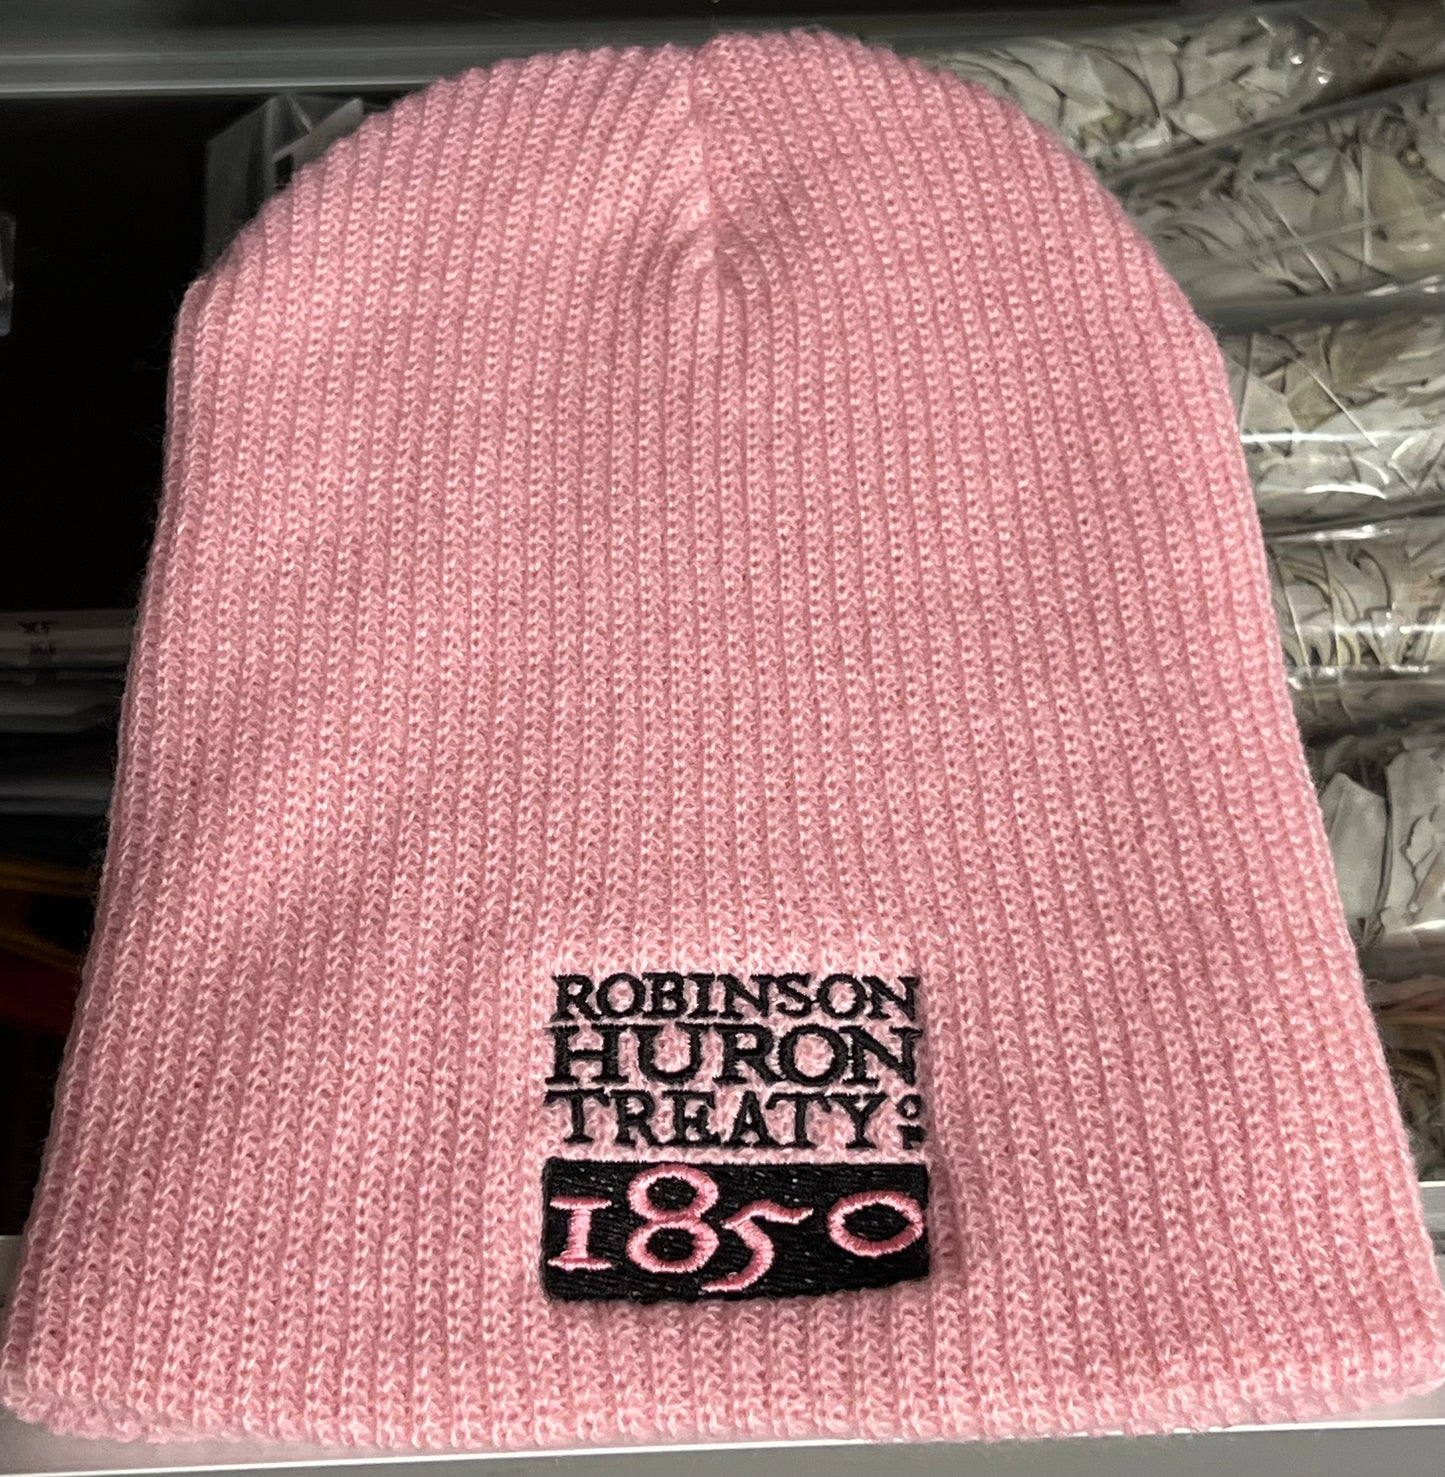 ROBINSON
HURON
TREATY OF
1850